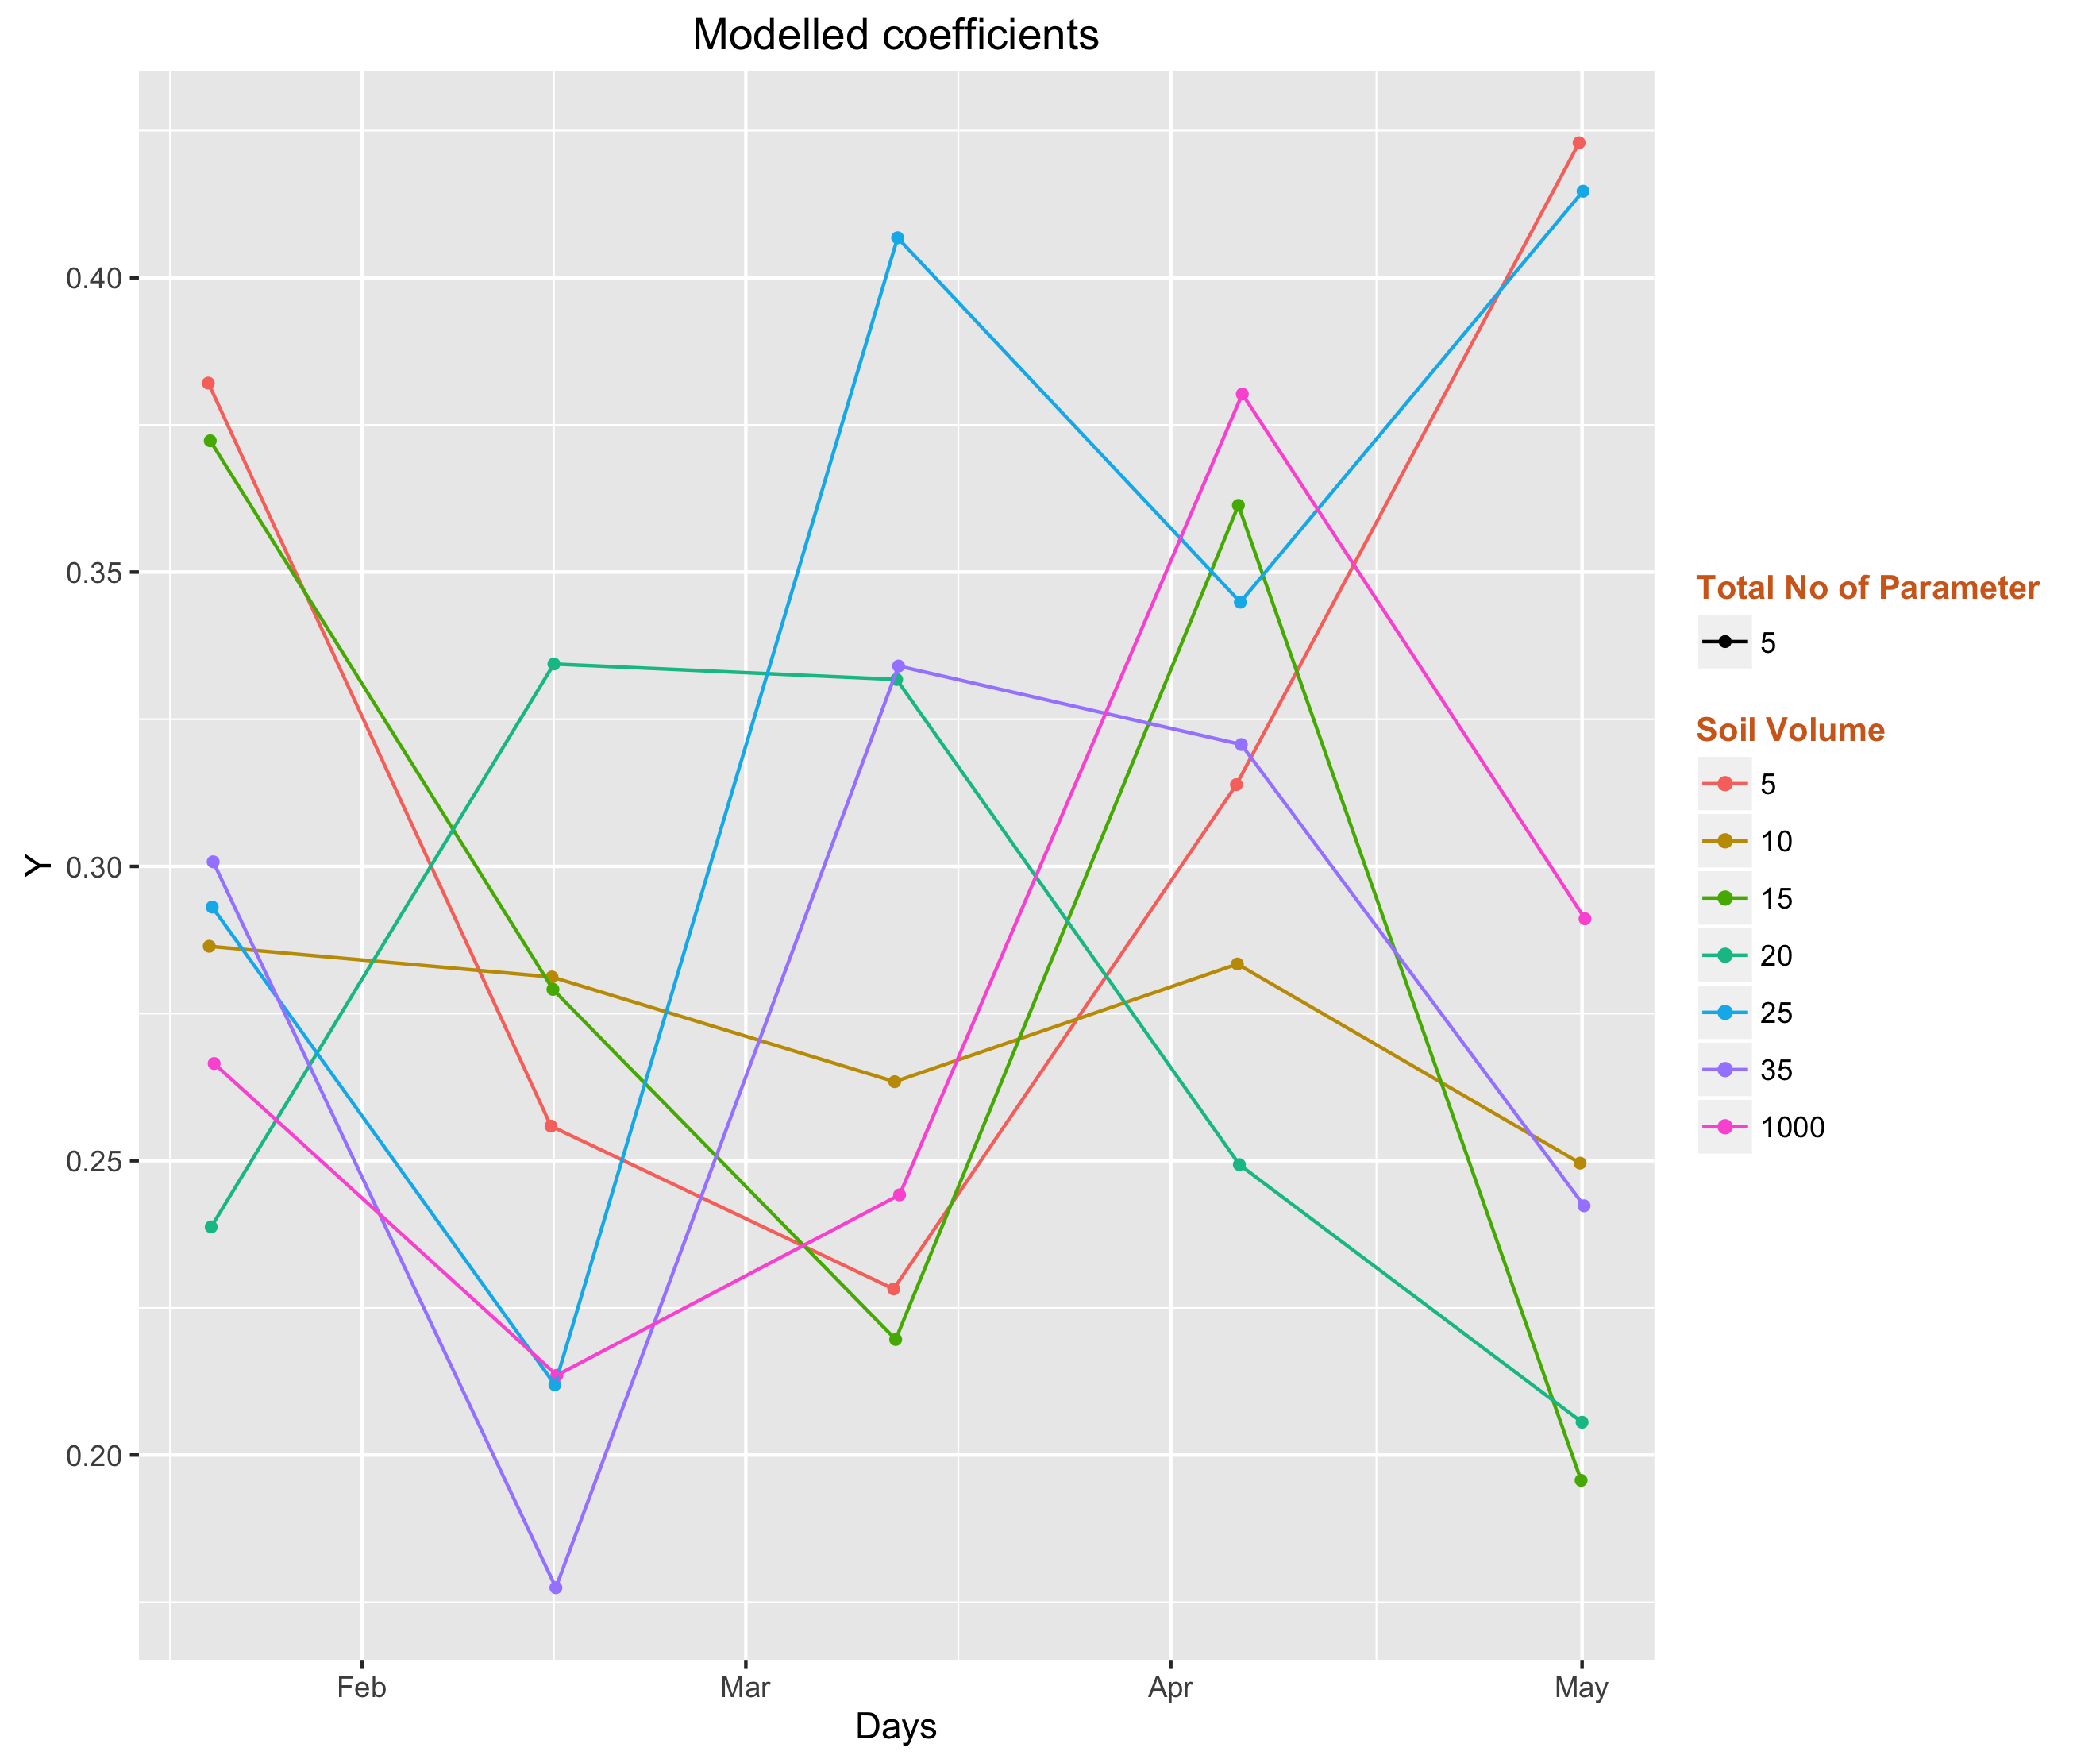 Modelled coefficients
Y
0.40
0.35
0.30
0.25
0.20
Feb Mar Apr May
Days
Total No of Parameter
5
Soil Volume
5
10
15
20
25
35
1000